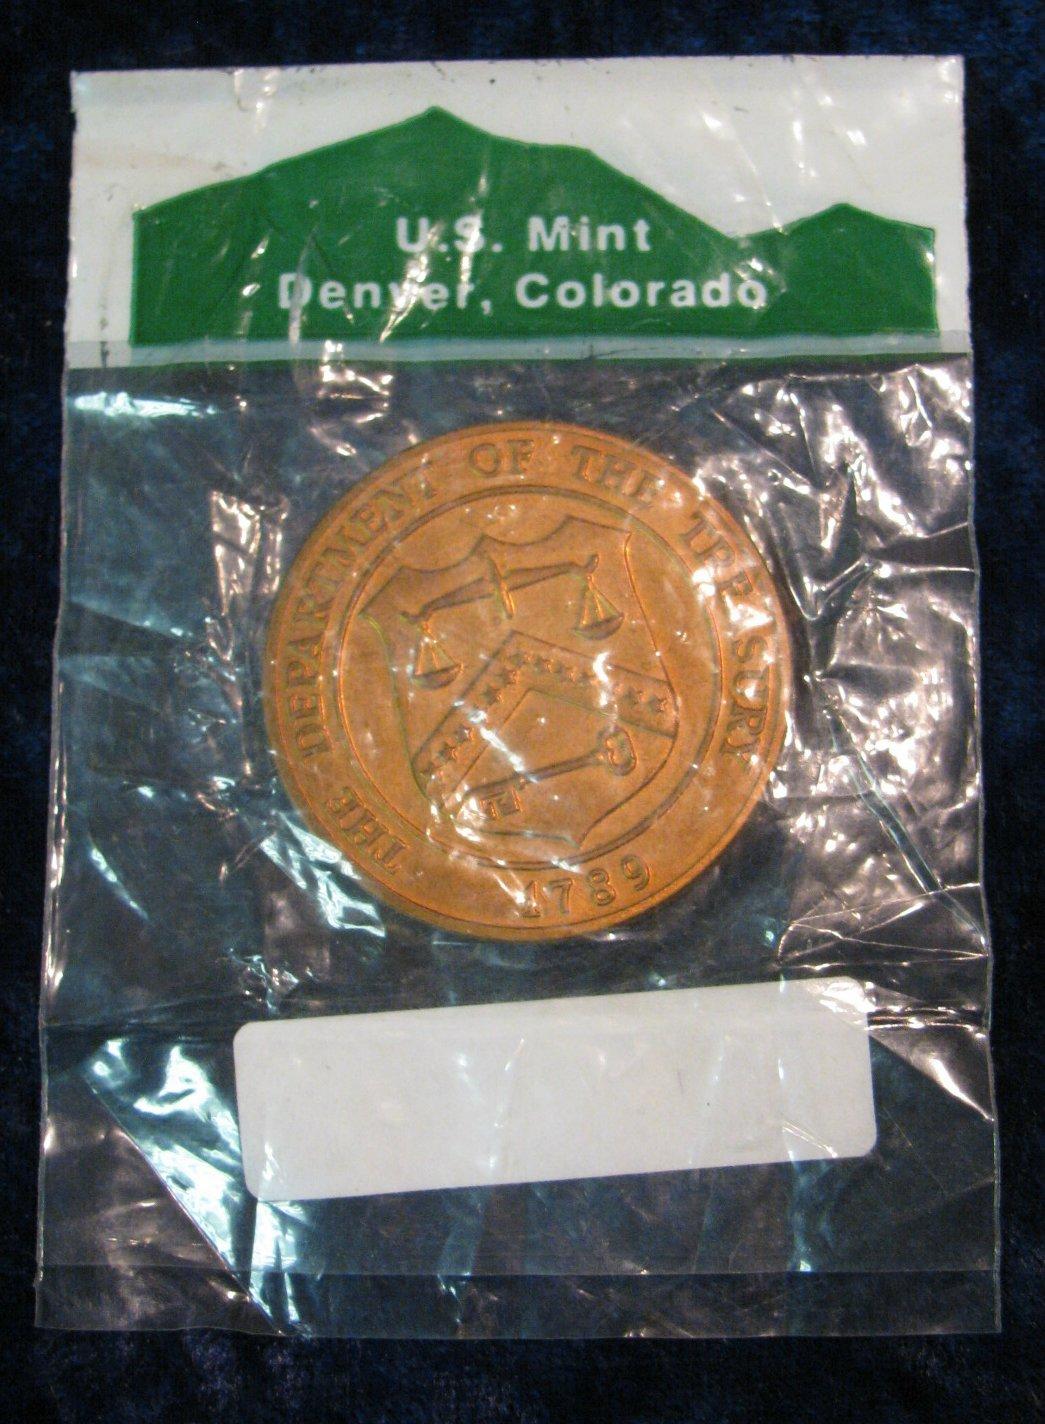 U.S. Mint
Denver, Colorado
THE DEPARTMENT OF THE TREASURY
1789